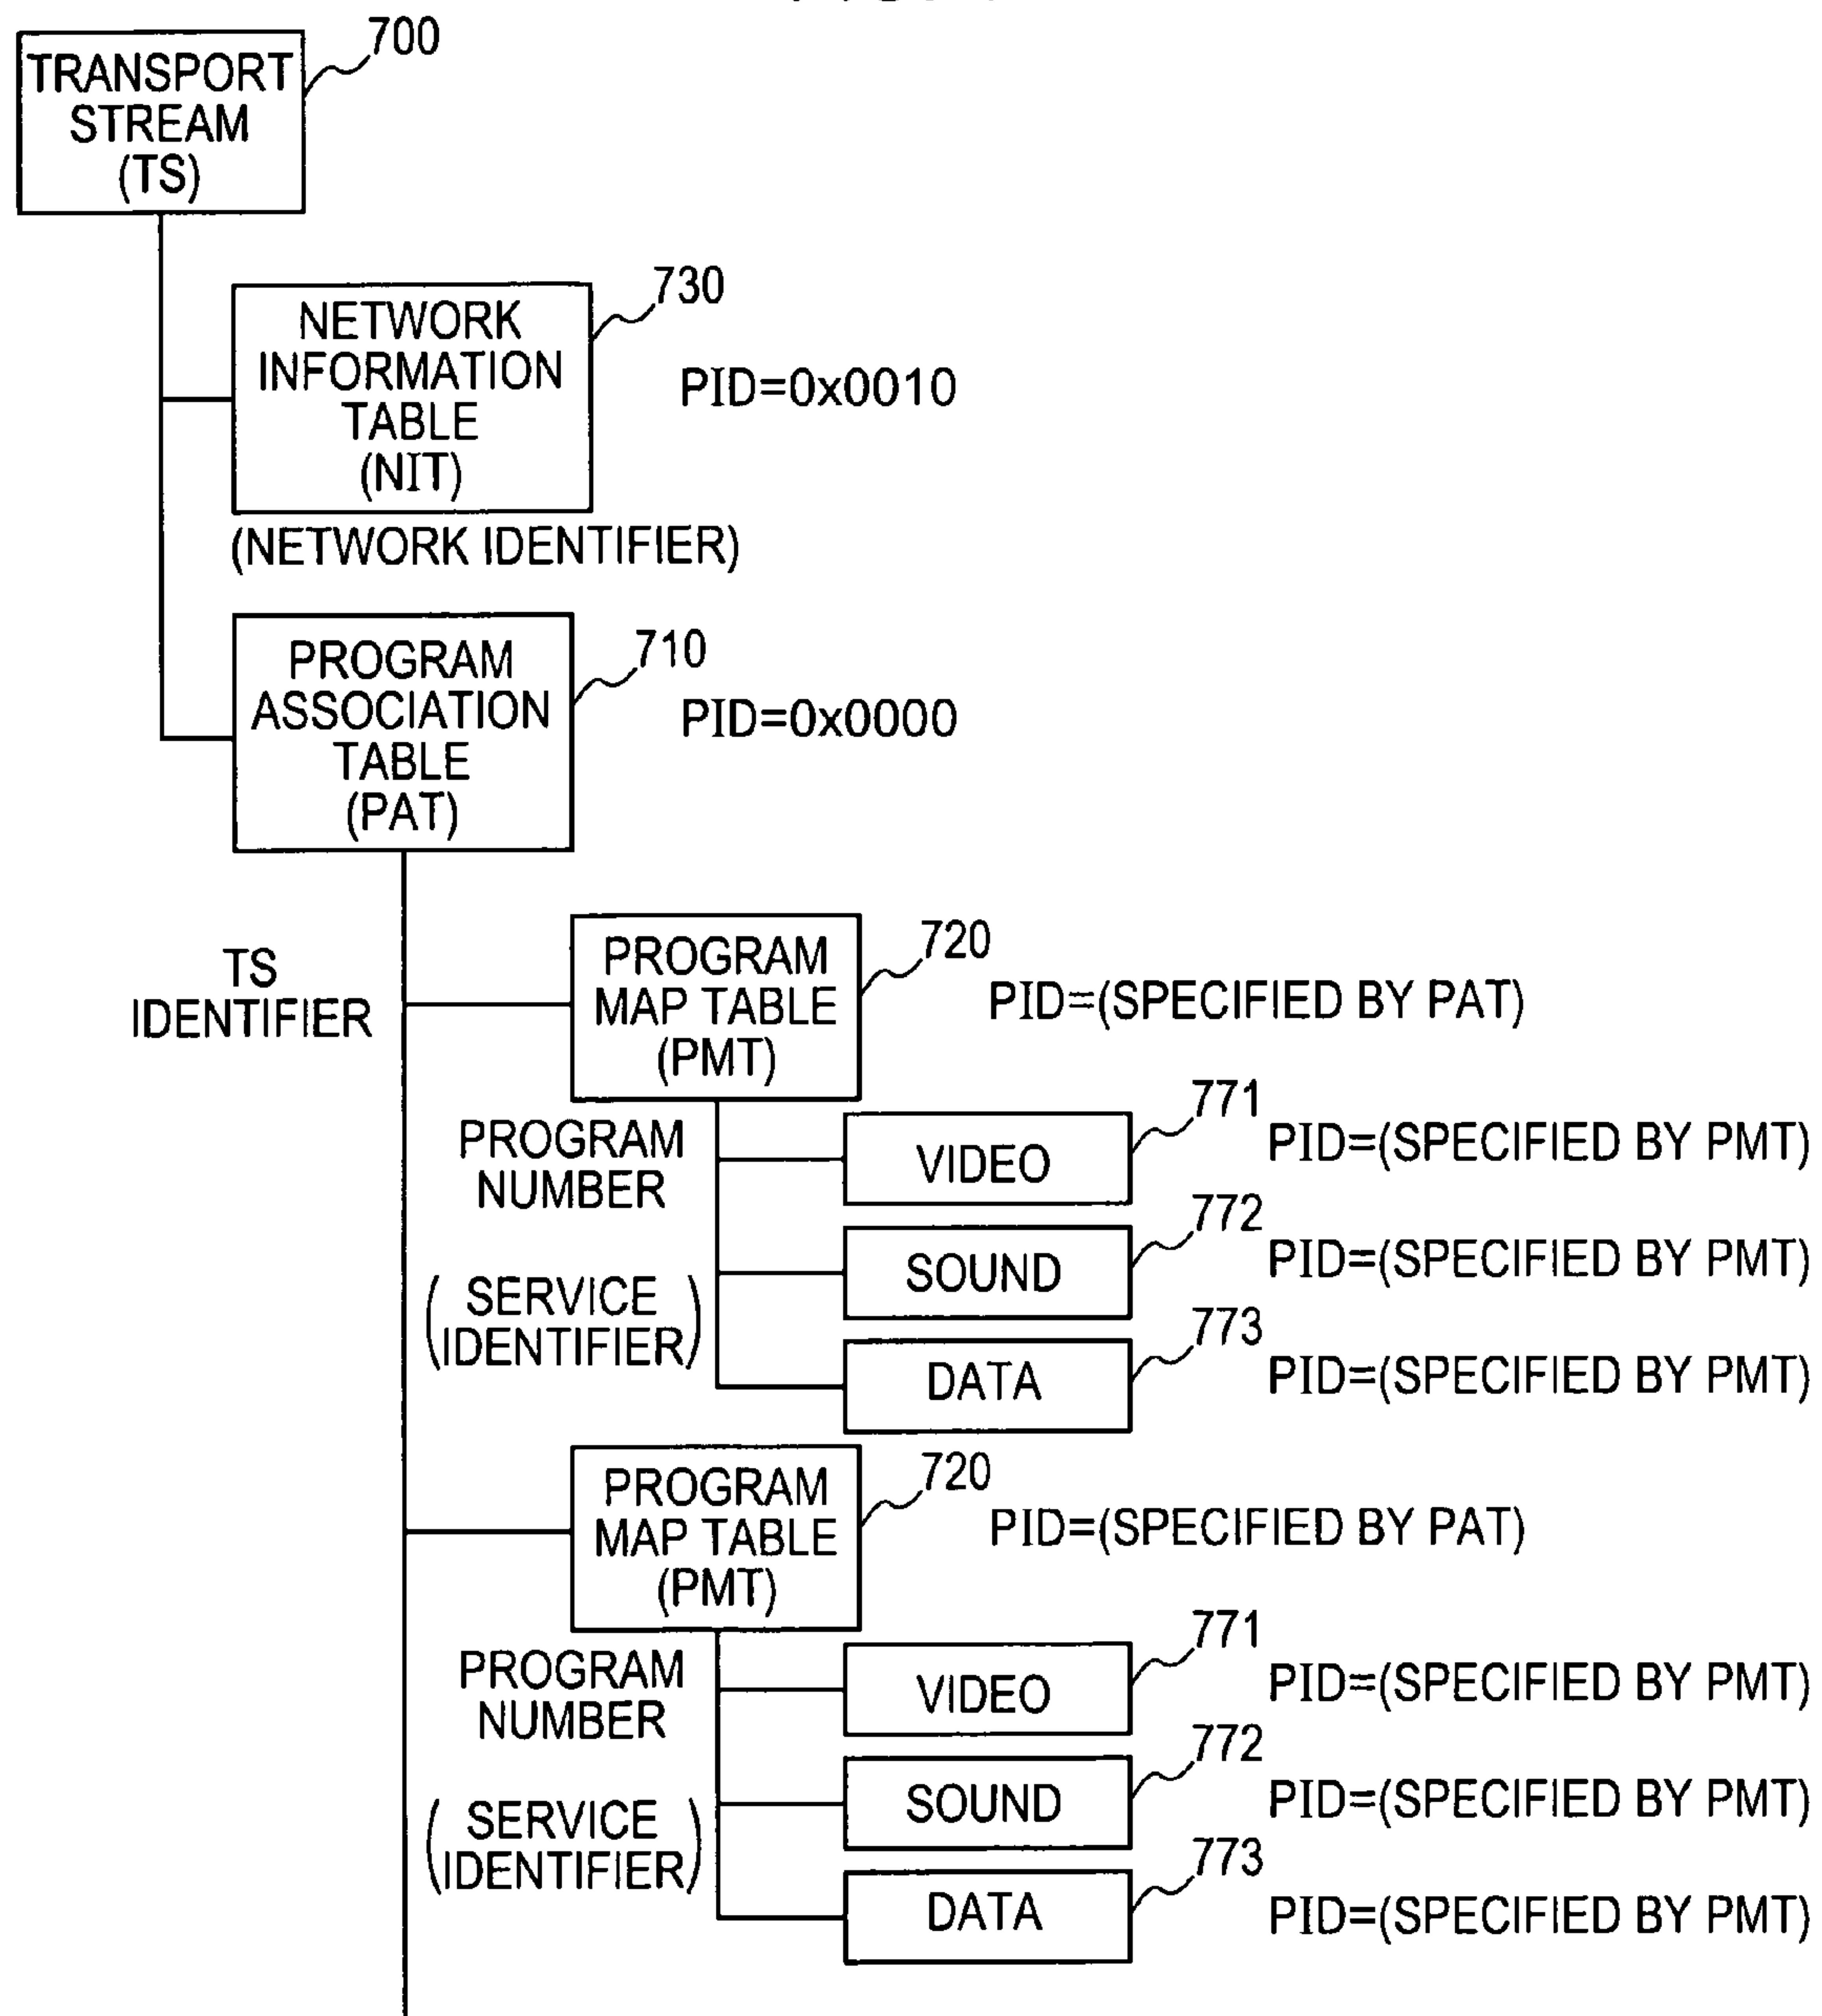 700
TRANSPORT
STREAM
(TS)
730
NETWORK
INFORMATION
TABLE
(NIT)
PID=0x0010
(NETWORK IDENTIFIER)
710
PROGRAM
ASSOCIATION
TABLE
(PAT)
PID=0x0000
TS
IDENTIFIER
720
PROGRAM
MAP TABLE
(PMT)
PID=(SPECIFIED BY PAT)
PROGRAM
NUMBER
(SERVICE
IDENTIFIER)
771
VIDEO
PID=(SPECIFIED BY PMT)
772
SOUND
PID=(SPECIFIED BY PMT)
773
DATA
PID=(SPECIFIED BY PMT)
720
PROGRAM
MAP TABLE
(PMT)
PID=(SPECIFIED BY PAT)
PROGRAM
NUMBER
(SERVICE
IDENTIFIER)
771
VIDEO
PID=(SPECIFIED BY PMT)
772
SOUND
PID=(SPECIFIED BY PMT)
773
DATA
PID=(SPECIFIED BY PMT)